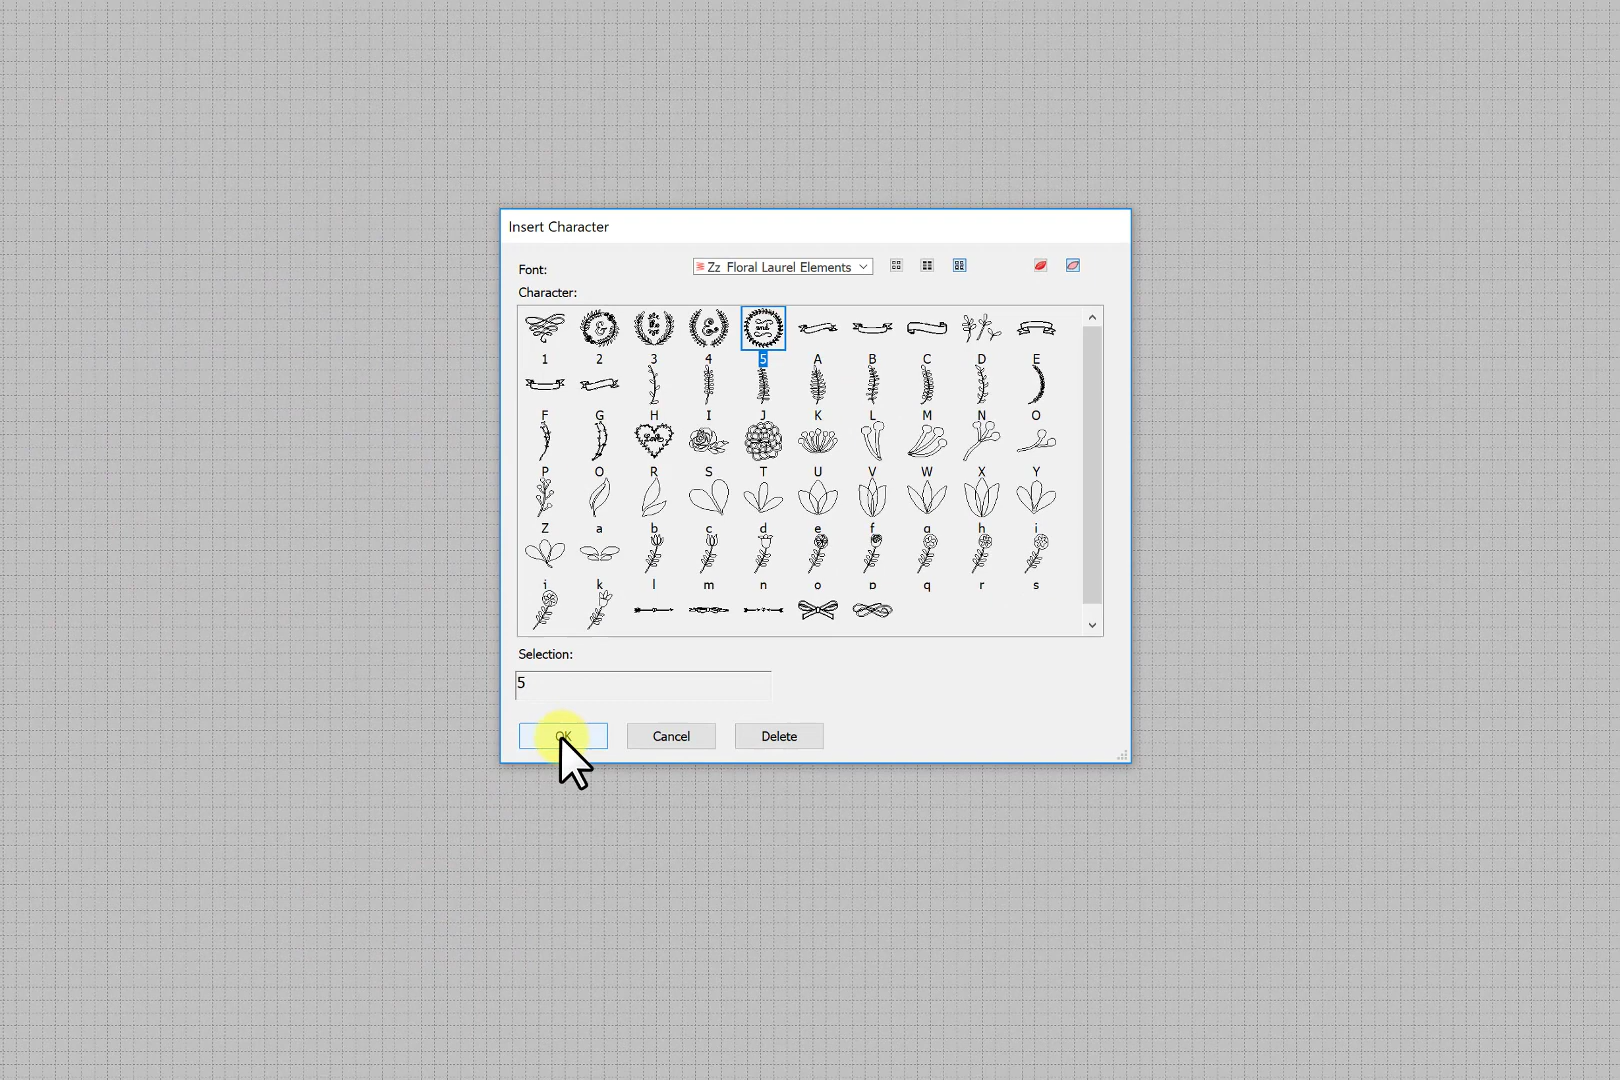 Insert Character
Font:
Zz Floral Laurel Elements
Character:
1 2 3 4 5 A B C D E
F G H I J K L M N O
P Q R S T U V W X Y
Z a b c d e f g h i
j k l m n o p q r s
Selection:
5
OK Cancel Delete